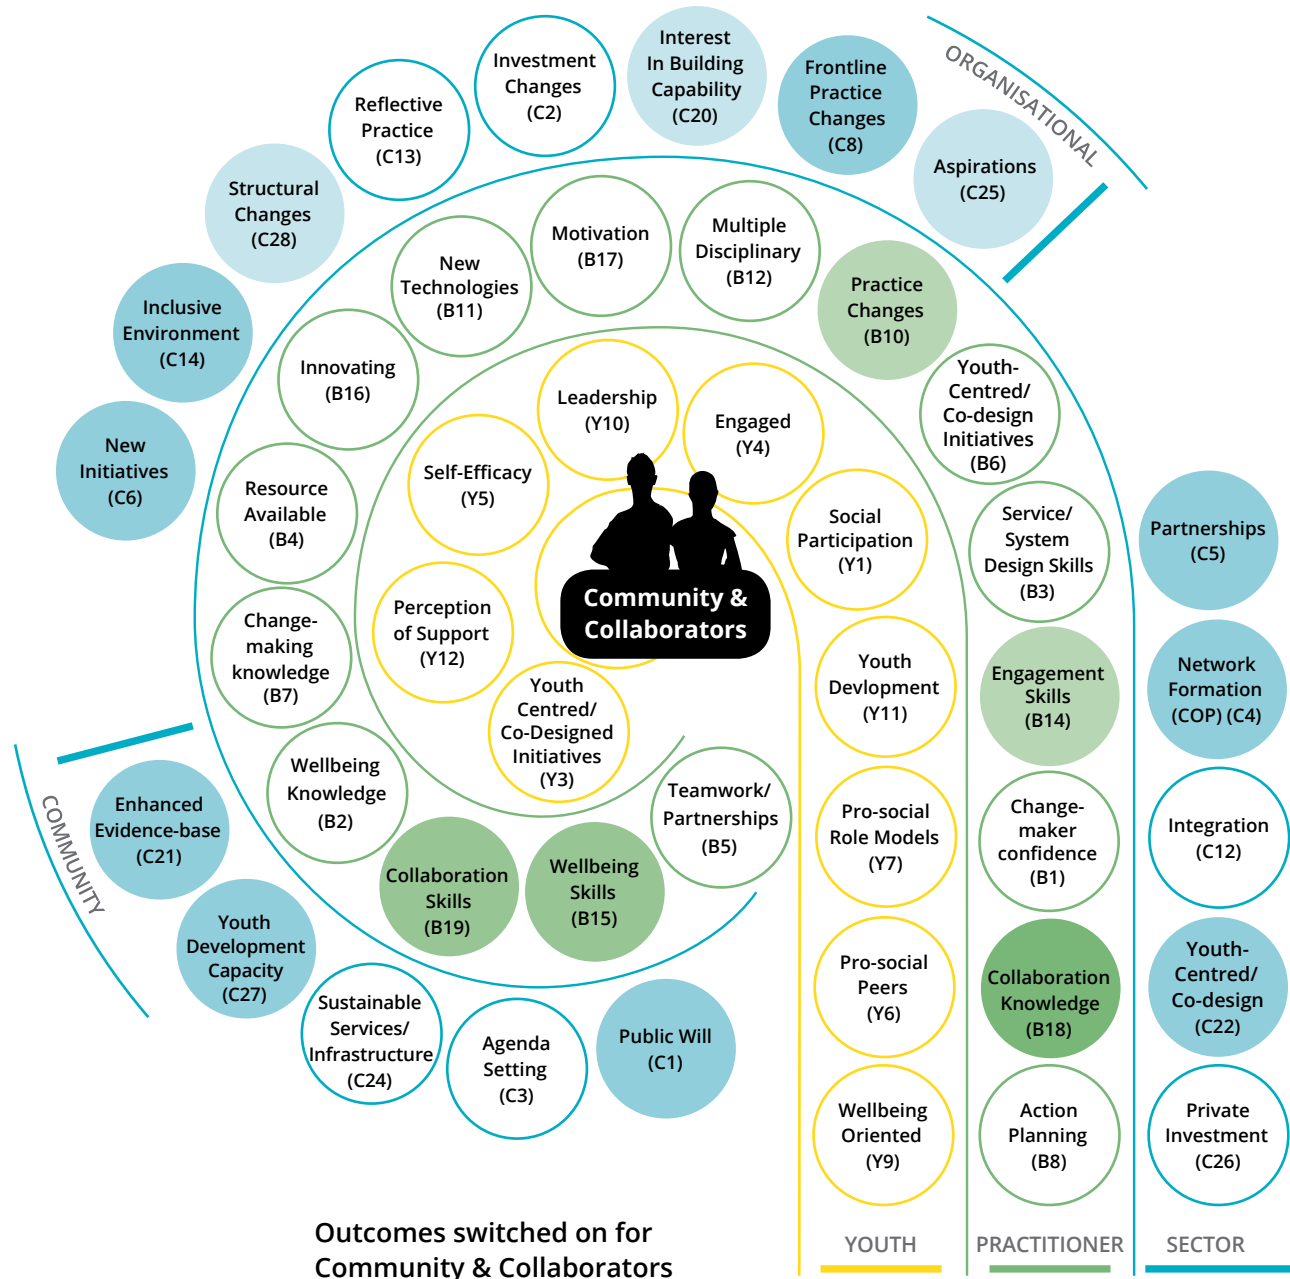 Interest
In Building
Capability
(C20)
Investment
Changes
(C2)
Frontline
Practice
Changes
(C8)
ORGANISATIONAL
Reflective
Practice
(C13)
Aspirations
(C25)
Structural
Changes
(C28)
Motivation
(B17)
Multiple
Disciplinary
(B12)
New
Technologies
(B11)
Practice
Changes
(B10)
Inclusive
Environment
(C14)
Innovating
(B16)
Youth-
Centred/
Co-design
Initiatives
(B6)
Leadership
(Y10)
Engaged
(Y4)
New
Initiatives
(C6)
Self-Efficacy
(Y5)
Resource
Available
(B4)
Social
Participation
(Y1)
Service/
System
Design Skills
(B3)
Partnerships
(C5)
Community &
Collaborators
Perception
of Support
(Y12)
Change-
making
knowledge
(B7)
Youth
Devlopment
(Y11)
Engagement
Skills
(B14)
Network
Formation
(COP) (C4)
Youth
Centred/
Co-Designed
Initiatives
(Y3)
Wellbeing
Knowledge
(B2)
Teamwork/
Partnerships
(B5)
COMMUNITY
Enhanced
Evidence-base
(C21)
Pro-social
Role Models
(Y7)
Change-
maker
confidence
(B1)
Integration
(C12)
Collaboration
Skills
(B19)
Wellbeing
Skills
(B15)
Youth
Development
Capacity
(C27)
Pro-social
Peers
(Y6)
Collaboration
Knowledge
(B18)
Youth-
Centred/
Co-design
(C22)
Sustainable
Services/
Infrastructure
(C24)
Agenda
Setting
(C3)
Public Will
(C1)
Wellbeing
Oriented
(Y9)
Action
Planning
(B8)
Private
Investment
(C26)
Outcomes switched on for
Community & Collaborators
YOUTH
PRACTITIONER
SECTOR